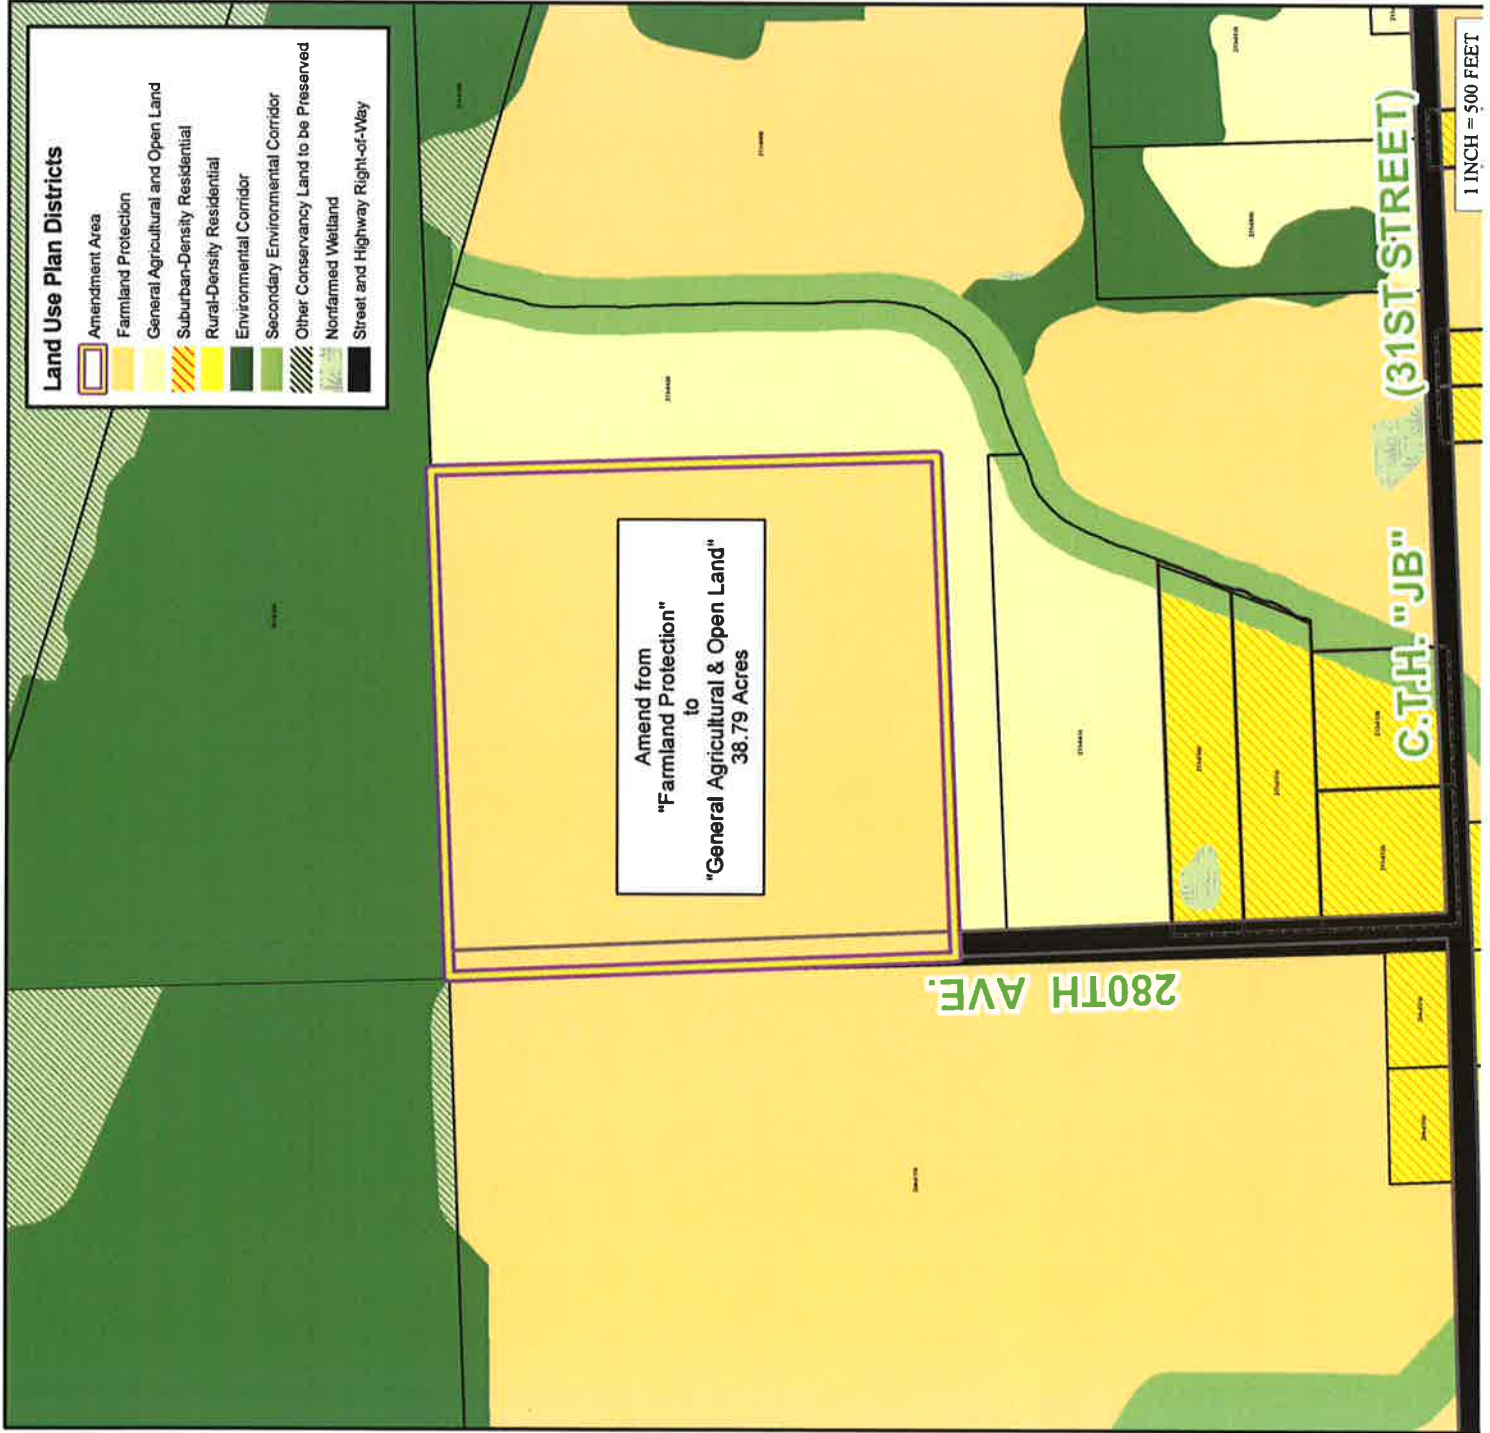 Land Use Plan Districts
Amendment Area
Farmland Protection
General Agricultural and Open Land
Suburban-Density Residential
Rural-Density Residential
Environmental Corridor
Secondary Environmental Corridor
Other Conservancy Land to be Preserved
Nonfarmed Wetland
Street and Highway Right-of-Way
Amend from
"Farmland Protection"
to
"General Agricultural & Open Land"
38.79 Acres
280TH AVE.
C.T.H. "JB" (31ST STREET)
1 INCH = 500 FEET